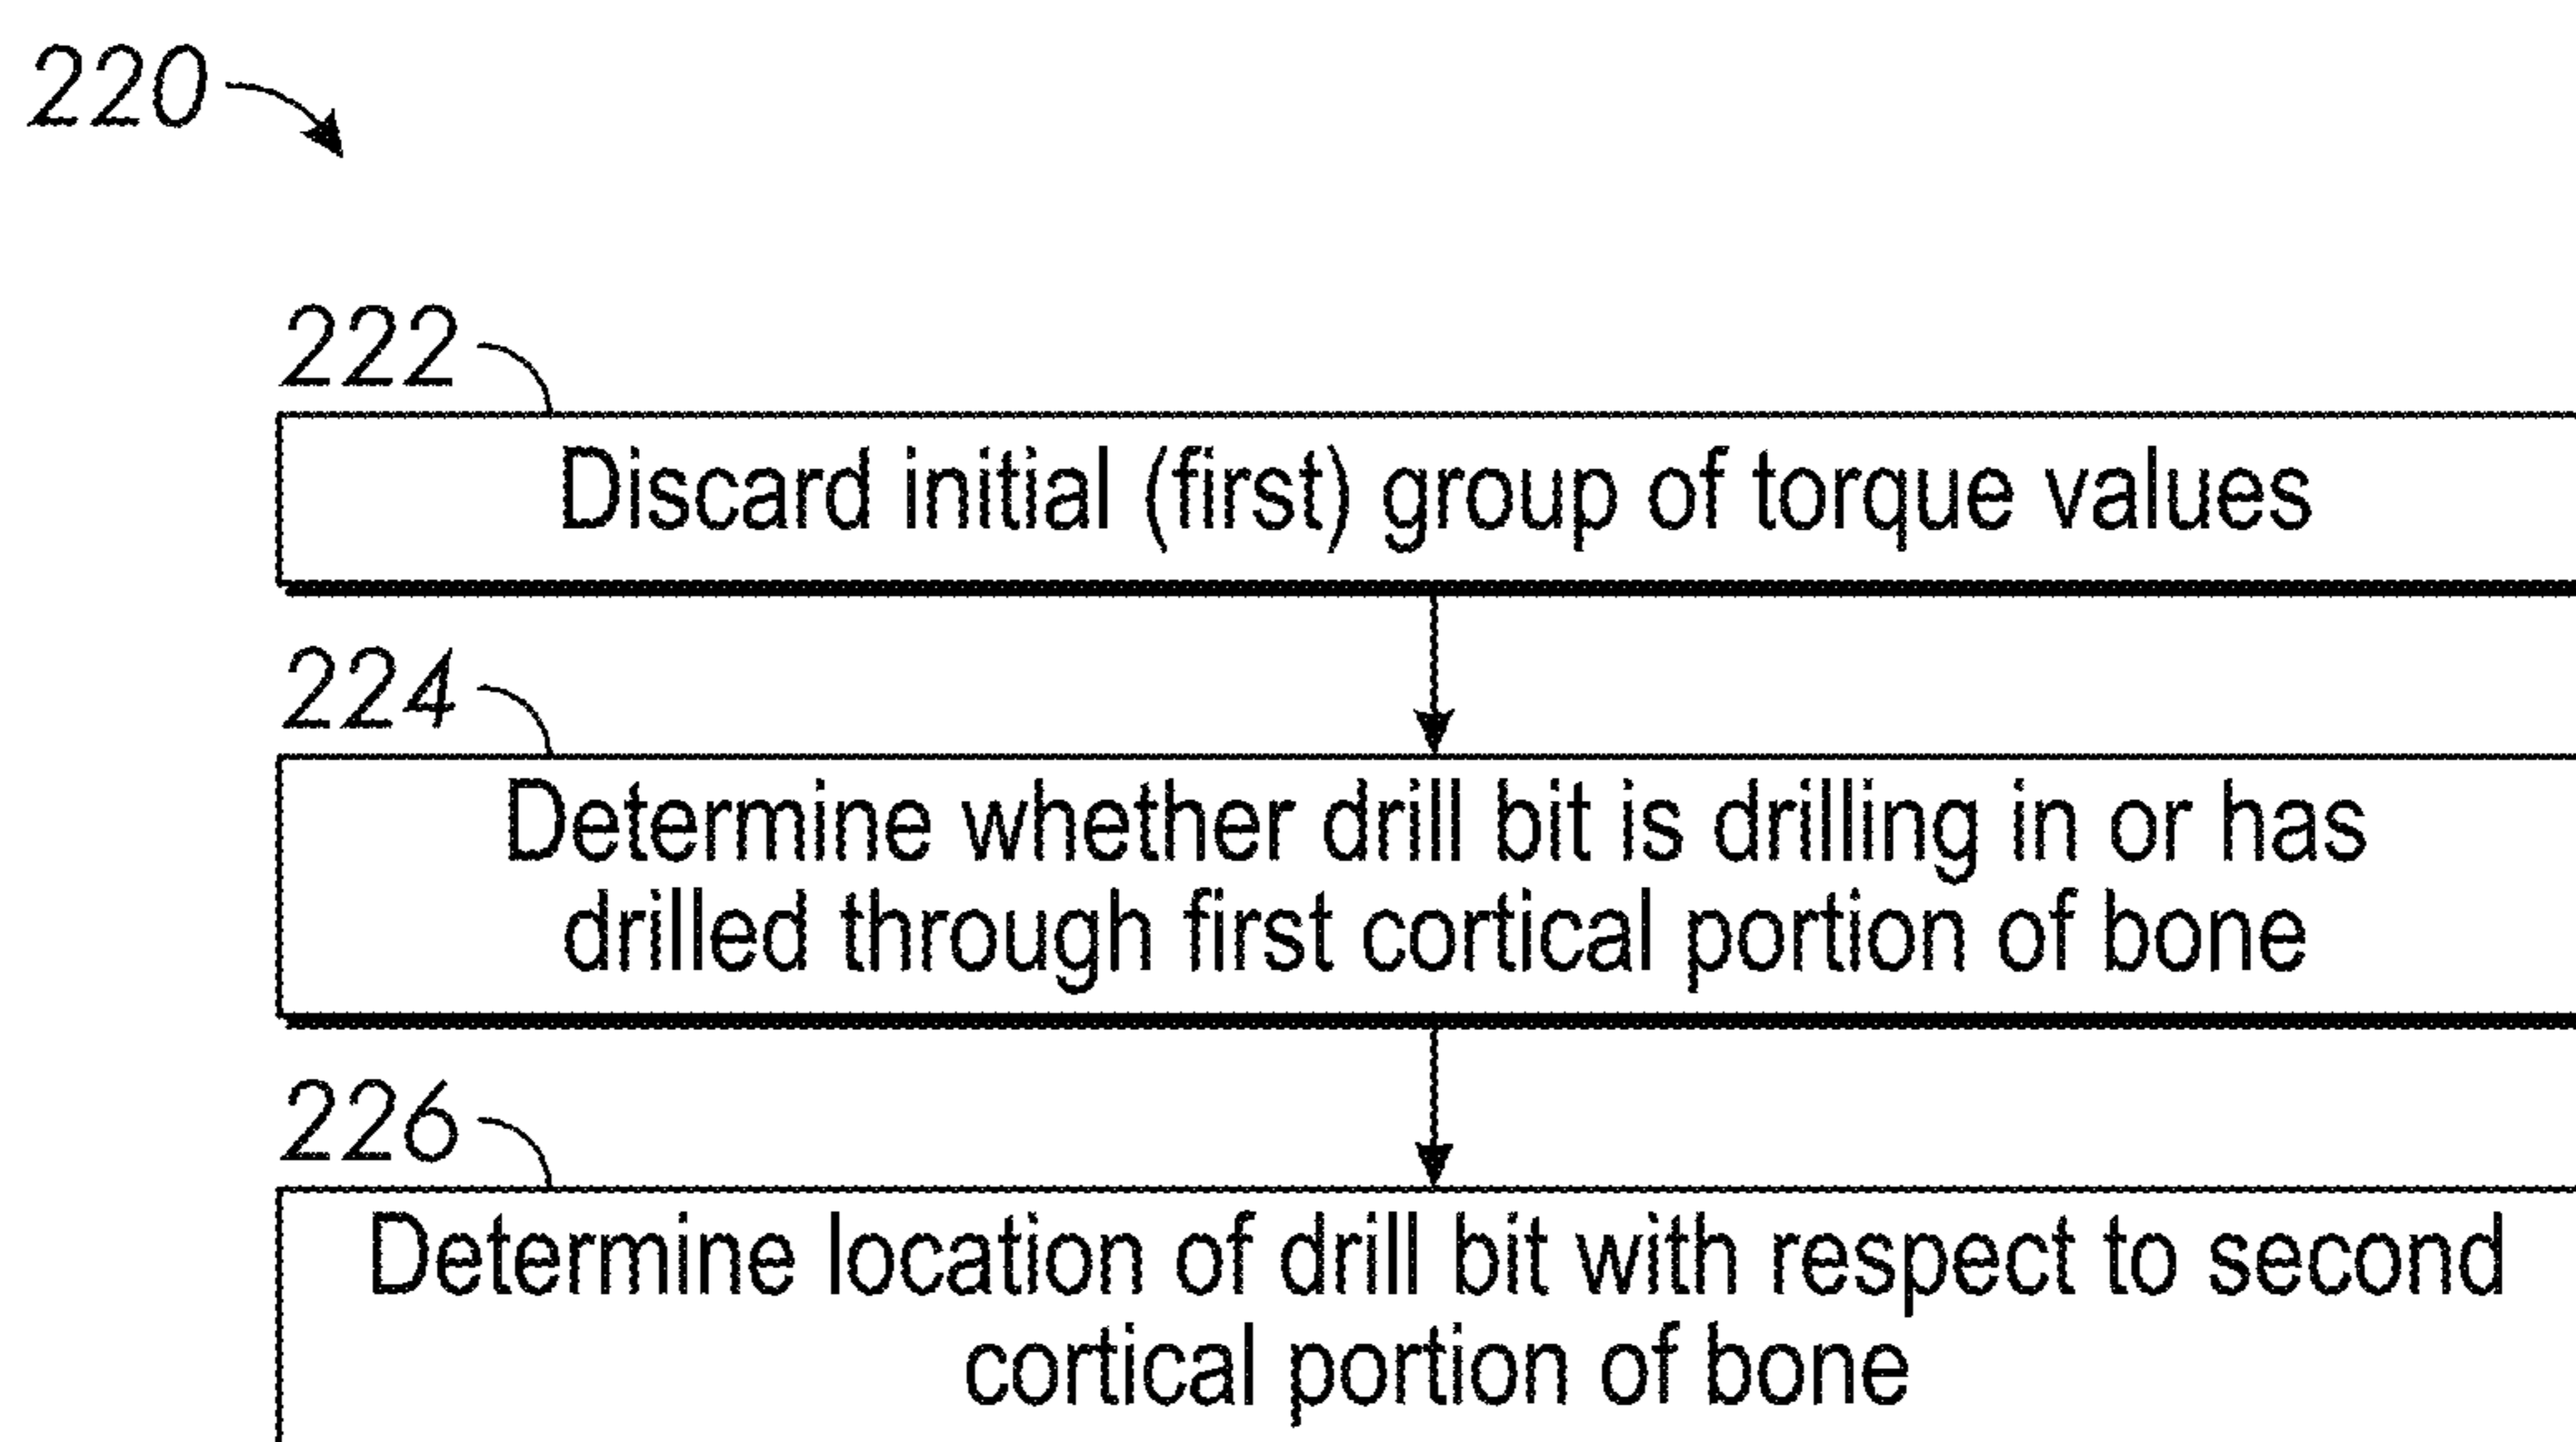 220
222
Discard initial (first) group of torque values
224
Determine whether drill bit is drilling in or has
drilled through first cortical portion of bone
226
Determine location of drill bit with respect to second
cortical portion of bone